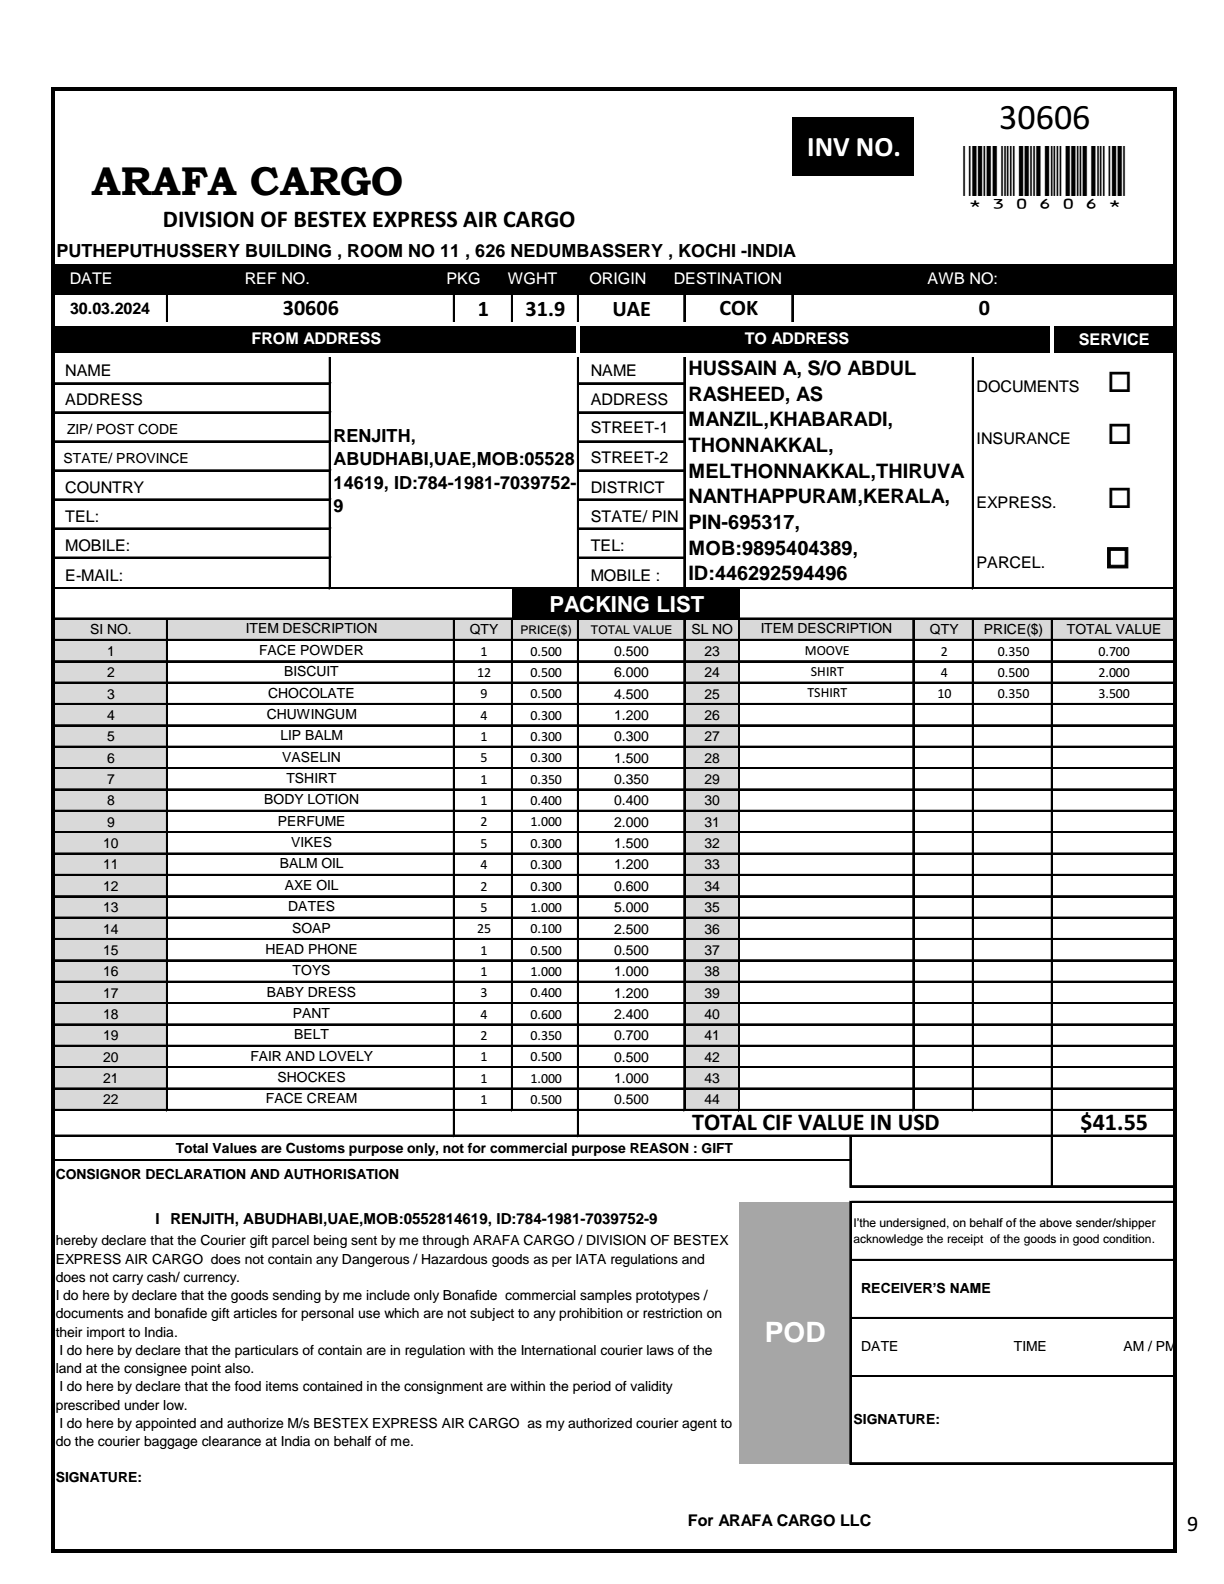 30606
INV NO.
*30606*
ARAFA CARGO
DIVISION OF BESTEX EXPRESS AIR CARGO
PUTHEPUTHUSSERY BUILDING , ROOM NO 11 , 626 NEDUMBASSERY , KOCHI -INDIA
DATE REF NO. PKG WGHT ORIGIN DESTINATION AWB NO:
30.03.2024 30606 1 31.9 UAE COK 0
FROM ADDRESS TO ADDRESS SERVICE
NAME
ADDRESS
ZIP/ POST CODE
STATE/ PROVINCE
COUNTRY
TEL:
MOBILE:
E-MAIL:
RENJITH,
ABUDHABI,UAE,MOB:05528
14619, ID:784-1981-7039752-
9
NAME
ADDRESS
STREET-1
STREET-2
DISTRICT
STATE/ PIN
TEL:
MOBILE :
HUSSAIN A, S/O ABDUL
RASHEED, AS
MANZIL,KHABARADI,
THONNAKKAL,
MELTHONNAKKAL,THIRUVA
NANTHAPPURAM,KERALA,
PIN-695317,
MOB:9895404389,
ID:446292594496
DOCUMENTS
INSURANCE
EXPRESS.
PARCEL.
PACKING LIST
SI NO. ITEM DESCRIPTION QTY PRICE($) TOTAL VALUE SL NO ITEM DESCRIPTION QTY PRICE($) TOTAL VALUE
1 FACE POWDER 1 0.500 0.500 23 MOOVE 2 0.350 0.700
2 BISCUIT 12 0.500 6.000 24 SHIRT 4 0.500 2.000
3 CHOCOLATE 9 0.500 4.500 25 TSHIRT 10 0.350 3.500
4 CHUWINGUM 4 0.300 1.200 26
5 LIP BALM 1 0.300 0.300 27
6 VASELIN 5 0.300 1.500 28
7 TSHIRT 1 0.350 0.350 29
8 BODY LOTION 1 0.400 0.400 30
9 PERFUME 2 1.000 2.000 31
10 VIKES 5 0.300 1.500 32
11 BALM OIL 4 0.300 1.200 33
12 AXE OIL 2 0.300 0.600 34
13 DATES 5 1.000 5.000 35
14 SOAP 25 0.100 2.500 36
15 HEAD PHONE 1 0.500 0.500 37
16 TOYS 1 1.000 1.000 38
17 BABY DRESS 3 0.400 1.200 39
18 PANT 4 0.600 2.400 40
19 BELT 2 0.350 0.700 41
20 FAIR AND LOVELY 1 0.500 0.500 42
21 SHOCKES 1 1.000 1.000 43
22 FACE CREAM 1 0.500 0.500 44
TOTAL CIF VALUE IN USD $41.55
Total Values are Customs purpose only, not for commercial purpose REASON : GIFT
CONSIGNOR DECLARATION AND AUTHORISATION
I RENJITH, ABUDHABI,UAE,MOB:0552814619, ID:784-1981-7039752-9
hereby declare that the Courier gift parcel being sent by me through ARAFA CARGO / DIVISION OF BESTEX
EXPRESS AIR CARGO does not contain any Dangerous / Hazardous goods as per IATA regulations and
does not carry cash/ currency.
I do here by declare that the goods sending by me include only Bonafide commercial samples prototypes /
documents and bonafide gift articles for personal use which are not subject to any prohibition or restriction on
their import to India.
I do here by declare that the particulars of contain are in regulation with the International courier laws of the
land at the consignee point also.
I do here by declare that the food items contained in the consignment are within the period of validity
prescribed under low.
I do here by appointed and authorize M/s BESTEX EXPRESS AIR CARGO as my authorized courier agent to
do the courier baggage clearance at India on behalf of me.
SIGNATURE:
POD
I'the undersigned, on behalf of the above sender/shipper
acknowledge the receipt of the goods in good condition.
RECEIVER'S NAME
DATE TIME AM / PM
SIGNATURE:
For ARAFA CARGO LLC
9